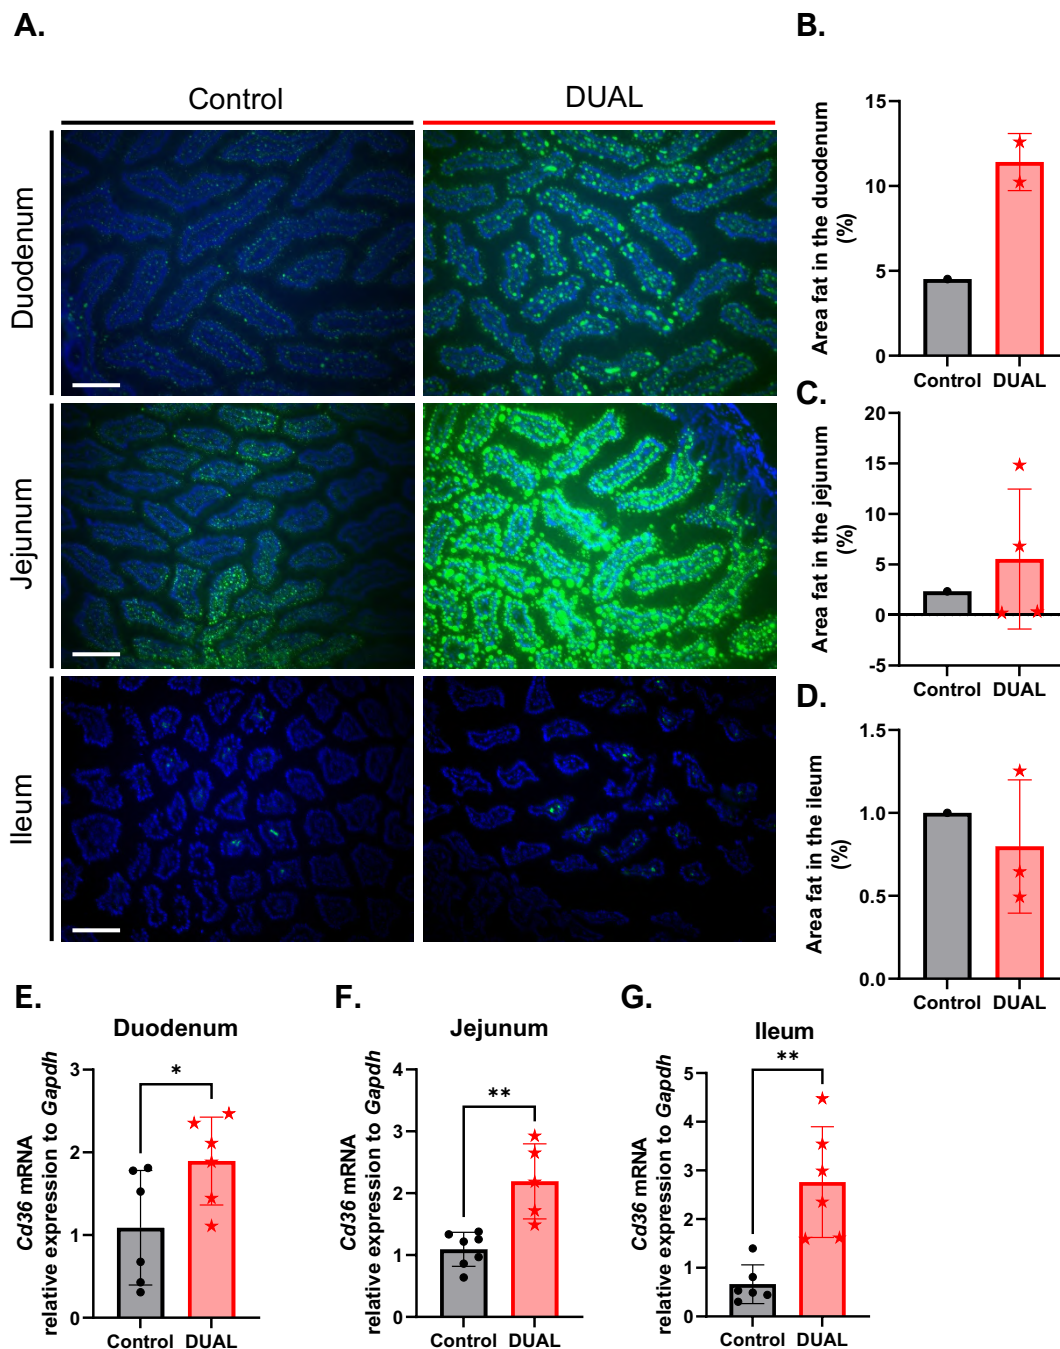 A.
Control
DUAL
Duodenum
Jejunum
Ileum
B.
Area fat in the duodenum
(%)
15
10
5
0
Control
DUAL
C.
Area fat in the jejunum
(%)
20
15
10
5
0
-5
Control
DUAL
D.
Area fat in the ileum
(%)
1.5
1.0
0.5
0.0
Control
DUAL
E.
Duodenum
Cd36 mRNA
relative expression to Gapdh
3
2
1
0
*
Control
DUAL
F.
Jejunum
Cd36 mRNA
relative expression to Gapdh
4
3
2
1
0
**
Control
DUAL
G.
Ileum
Cd36 mRNA
relative expression to Gapdh
5
4
3
2
1
0
**
Control
DUAL